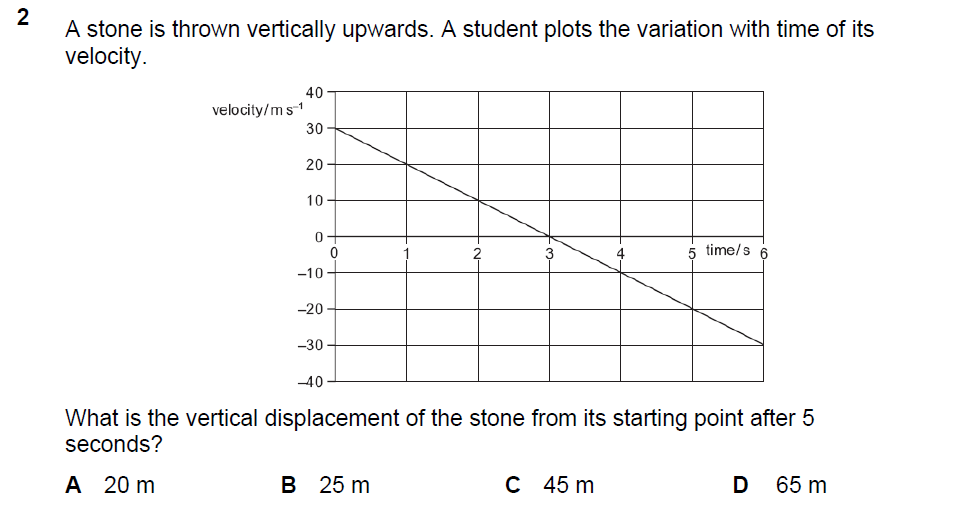 2
A stone is thrown vertically upwards. A student plots the variation with time of its
velocity.
40
velocity/m s⁻¹
30
20
10
0
0 1 2 3 4 5 time/s 6
–10
–20
–30
–40
What is the vertical displacement of the stone from its starting point after 5
seconds?
A 20 m B 25 m C 45 m D 65 m